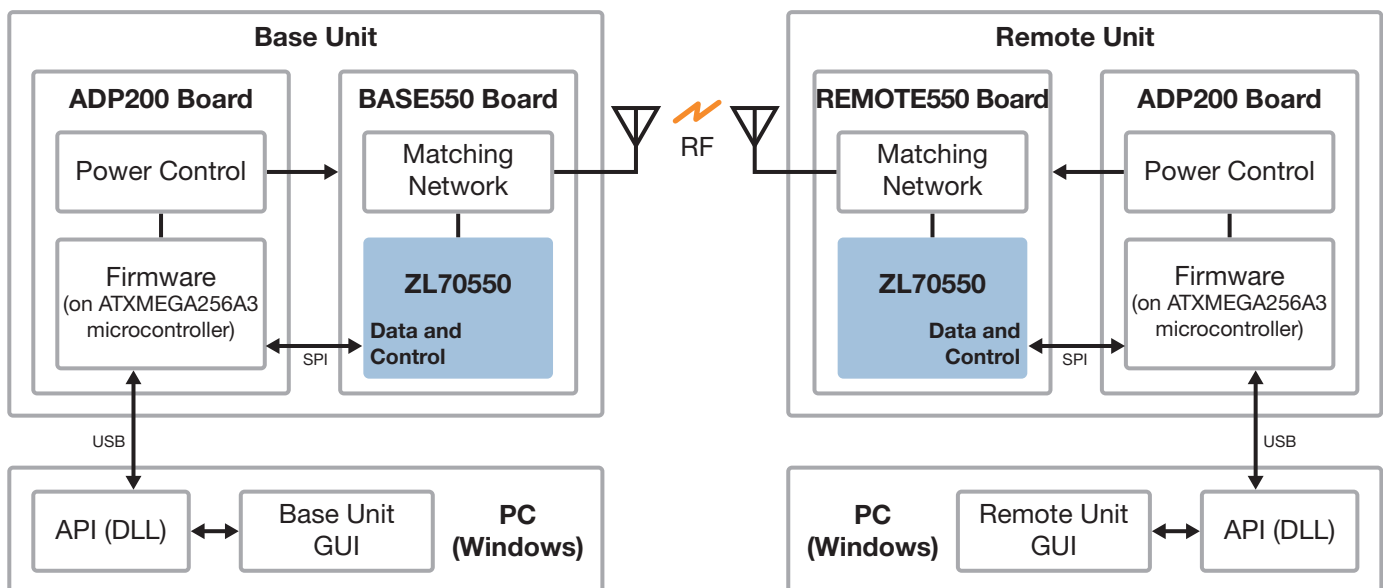 Base Unit
ADP200 Board
Power Control
Firmware
(on ATXMEGA256A3
microcontroller)
BASE550 Board
Matching
Network
ZL70550
Data and
Control
SPI
RF
Remote Unit
REMOTE550 Board
Matching
Network
ZL70550
Data and
Control
SPI
ADP200 Board
Power Control
Firmware
(on ATXMEGA256A3
microcontroller)
USB
USB
API (DLL)
Base Unit
GUI
PC
(Windows)
PC
(Windows)
Remote Unit
GUI
API (DLL)